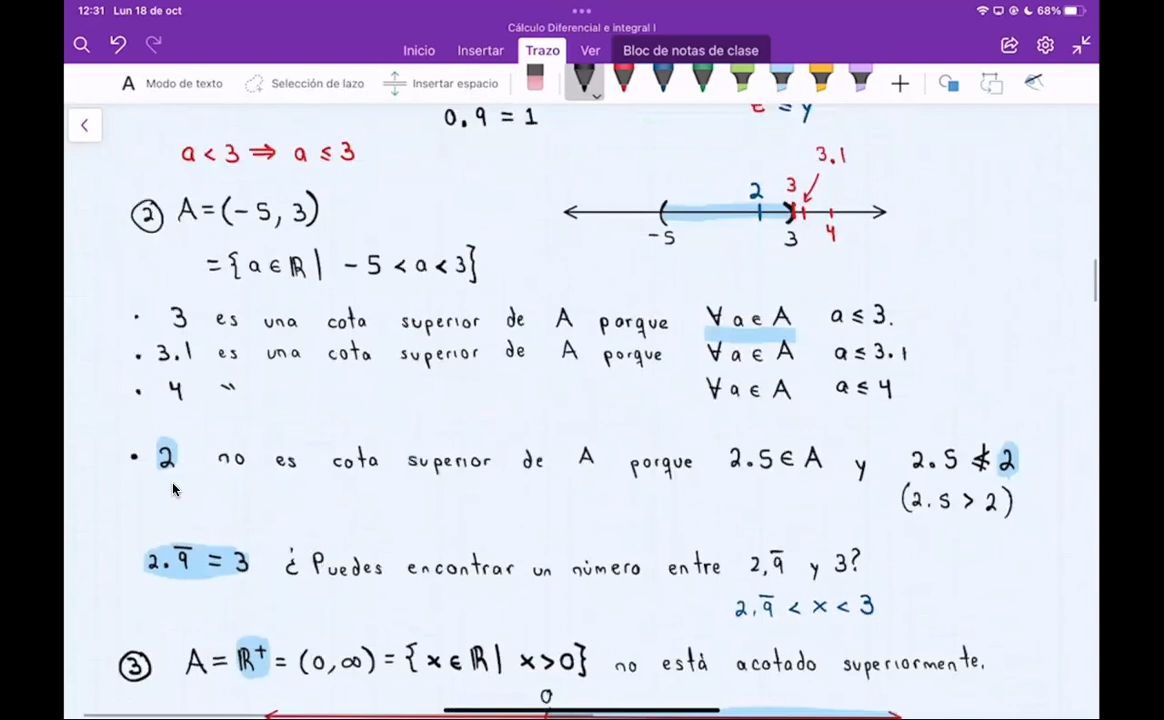 12:31 Lun 18 de oct
68%
Cálculo Diferencial e integral I
Inicio Insertar Trazo Ver Bloc de notas de clase
A Modo de texto Selección de lazo Insertar espacio
0.9̅ = 1
= y
a < 3 ⟹ a ≤ 3
3.1
② A = (-5, 3)
2 3
-5 3 4
= {a ∈ ℝ | -5 < a < 3}
· 3 es una cota superior de A porque ∀ a ∈ A a ≤ 3.
· 3.1 es una cota superior de A porque ∀ a ∈ A a ≤ 3.1
· 4 " ∀ a ∈ A a ≤ 4
· 2 no es cota superior de A porque 2.5 ∈ A y 2.5 ≰ 2
(2.5 > 2)
2.9̅ = 3 ¿Puedes encontrar un número entre 2,9̅ y 3?
2,9̅ < x < 3
③ A = ℝ⁺ = (0, ∞) = {x ∈ ℝ | x > 0} no está acotado superiormente.
0